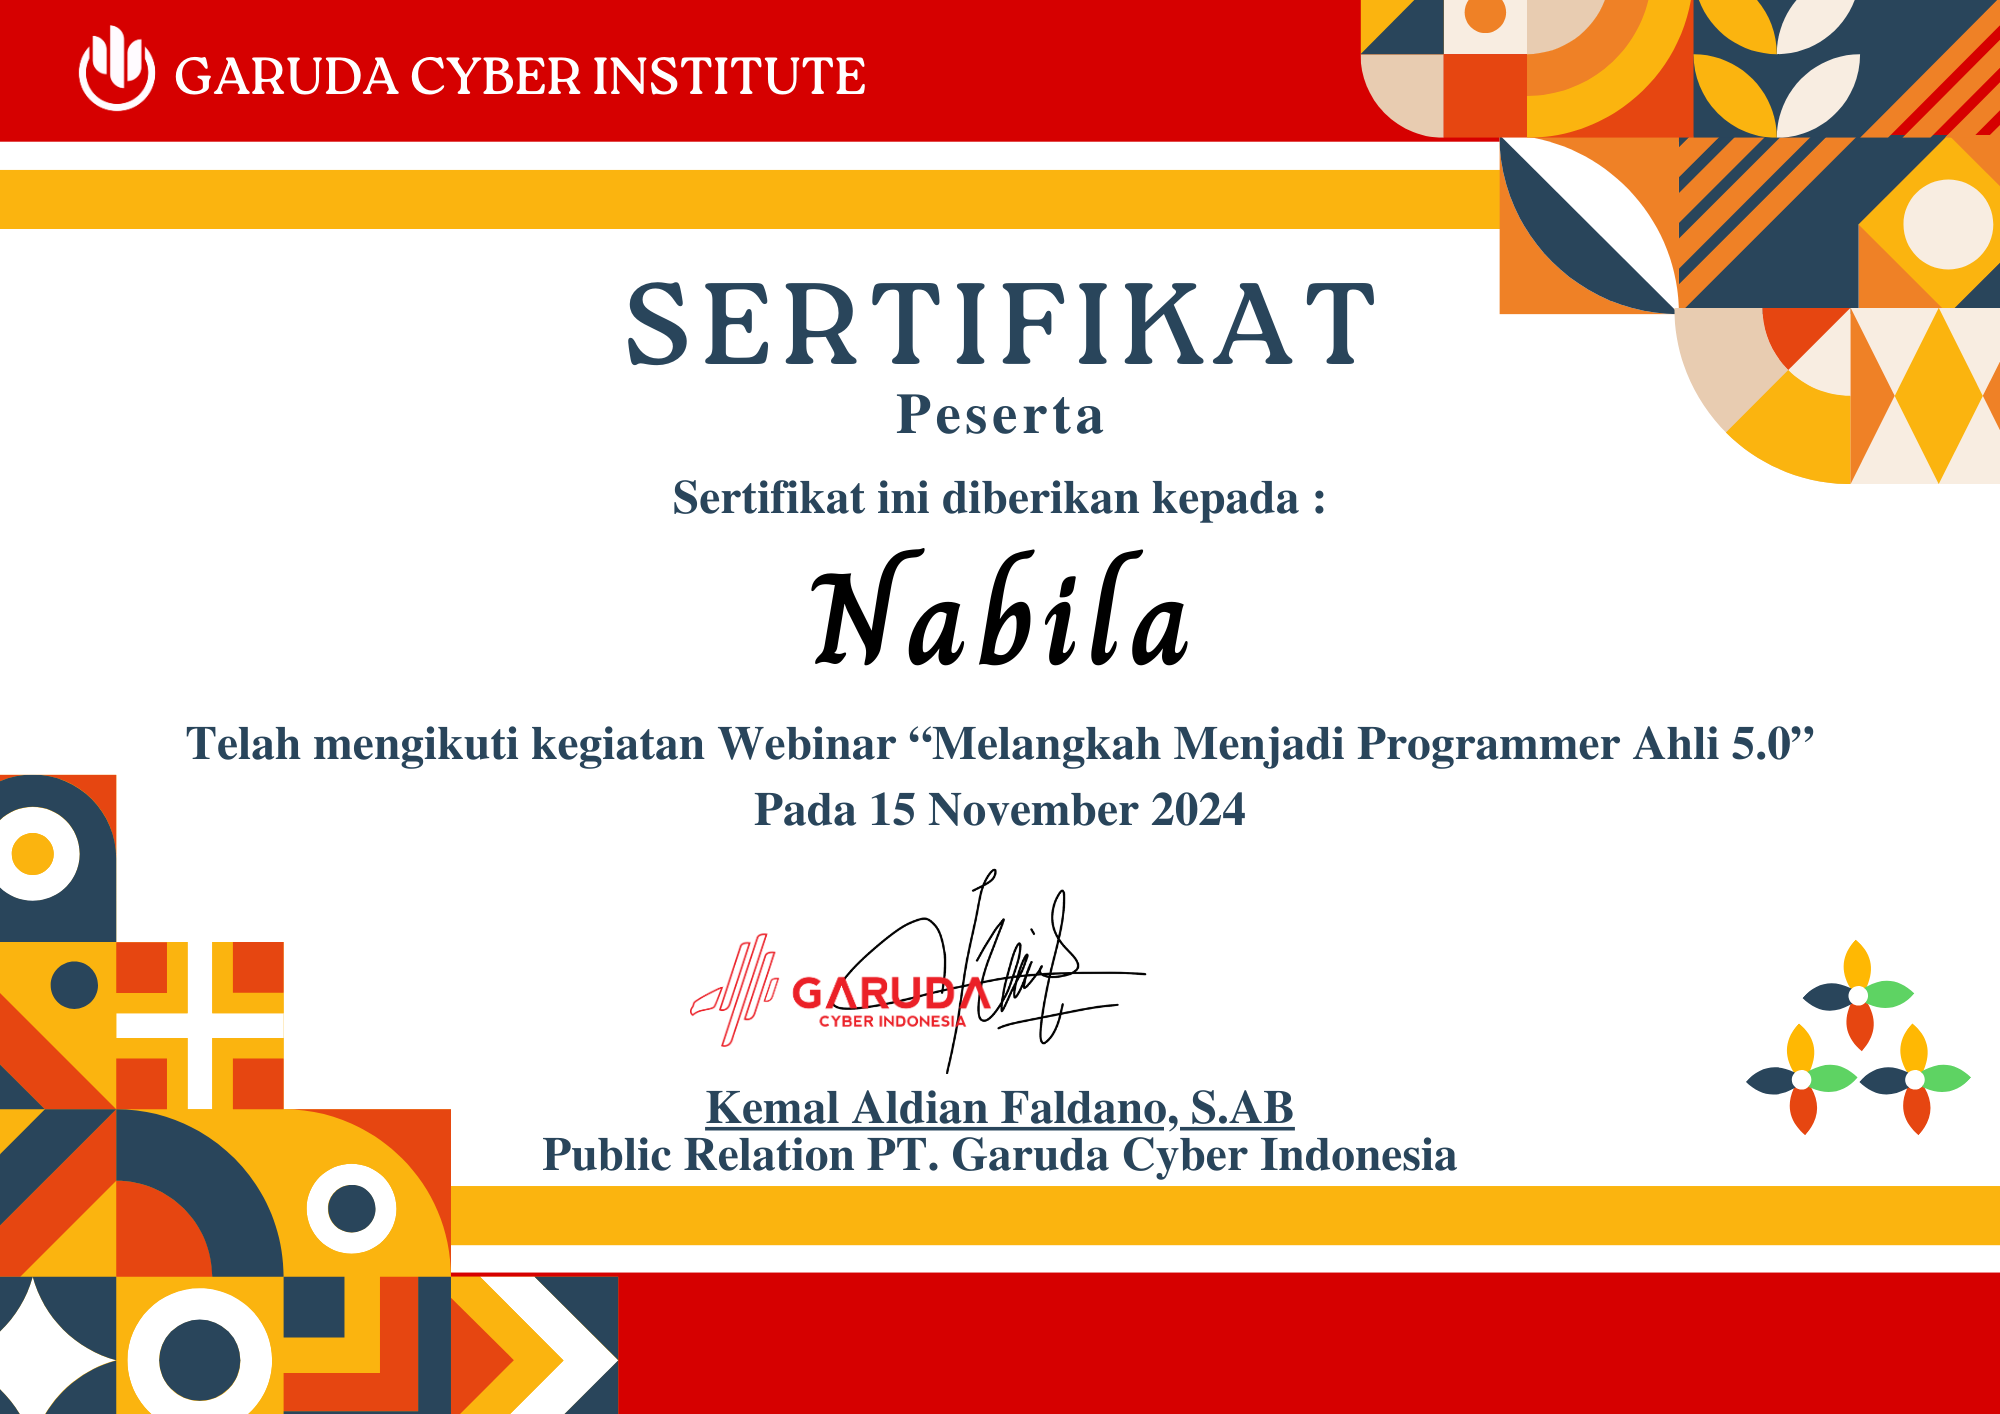 GARUDA CYBER INSTITUTE
SERTIFIKAT
Peserta
Sertifikat ini diberikan kepada :
Nabila
Telah mengikuti kegiatan Webinar “Melangkah Menjadi Programmer Ahli 5.0”
Pada 15 November 2024
GARUDA
CYBER INDONESIA
Kemal Aldian Faldano, S.AB
Public Relation PT. Garuda Cyber Indonesia